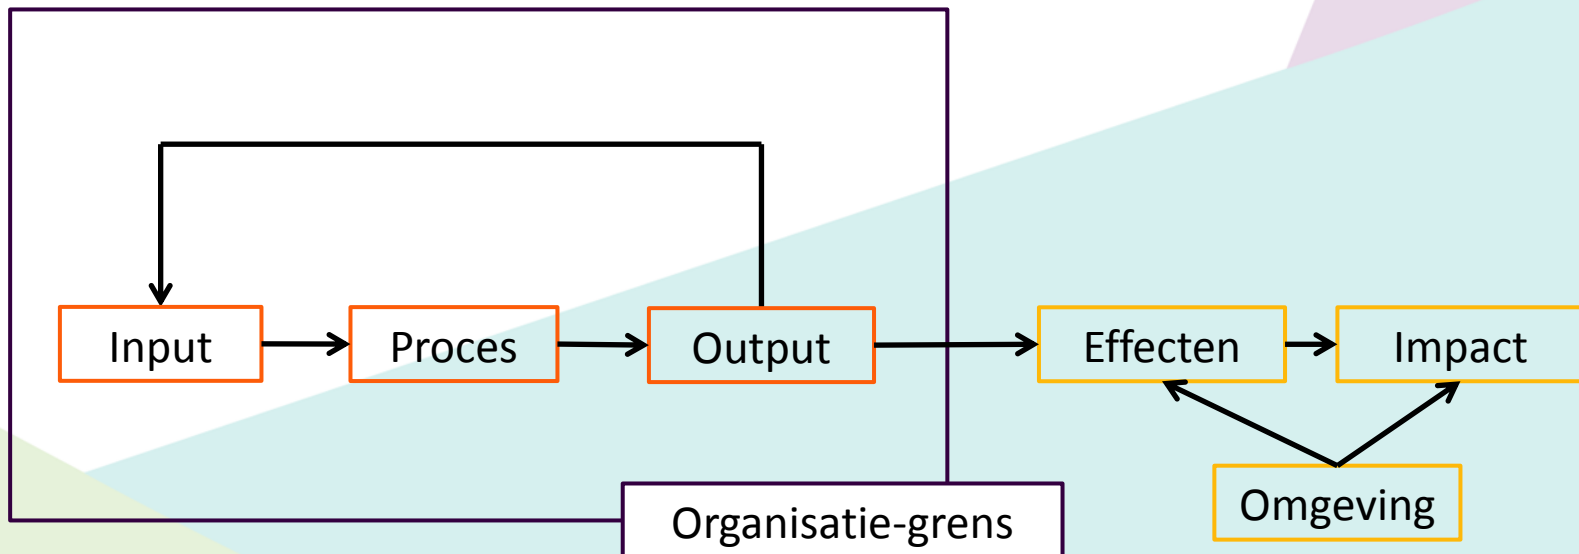 Input
Proces
Output
Effecten
Impact
Omgeving
Organisatie-grens